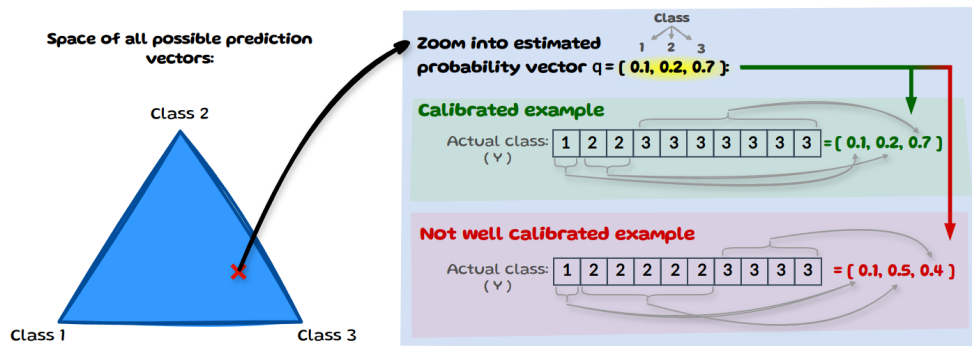 Space of all possible prediction
vectors:
Class 2
Class 1
Class 3
Class
1 2 3
Zoom into estimated
probability vector q = [ 0.1, 0.2, 0.7 ]:
Calibrated example
Actual class:
( Y )
1 2 2 3 3 3 3 3 3 3 = [ 0.1, 0.2, 0.7 ]
Not well calibrated example
Actual class:
( Y )
1 2 2 2 2 2 3 3 3 3 = [ 0.1, 0.5, 0.4 ]